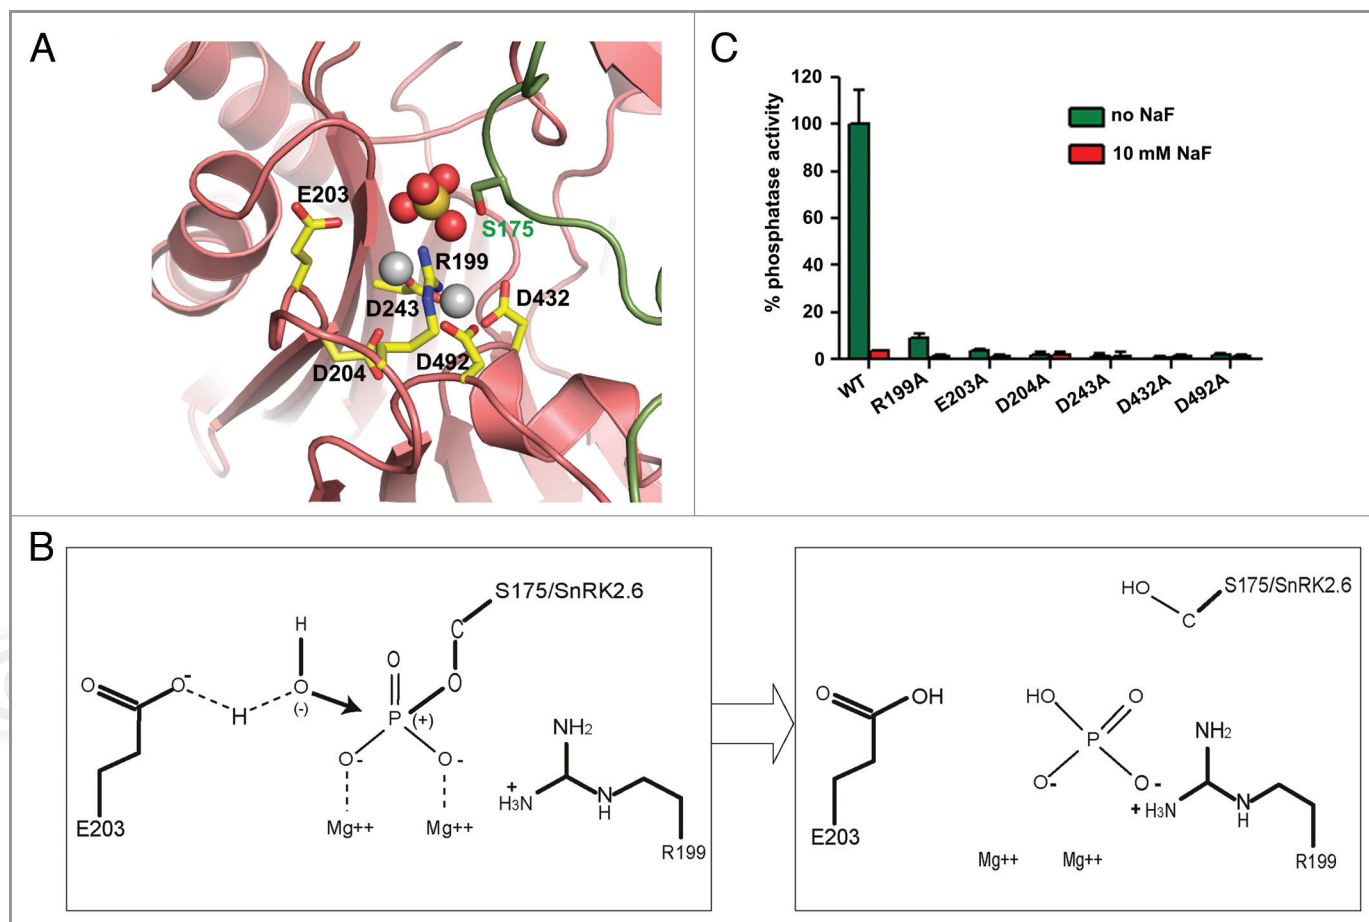 A
E203
S175
R199
D243
D432
D204
D492
C
% phosphatase activity
120
100
80
60
40
20
0
no NaF
10 mM NaF
WT
R199A
E203A
D204A
D243A
D432A
D492A
B
S175/SnRK2.6
H
C
O
O
O-
O
O
(-)
H
P
(+)
O-
O-
NH2
+
H3N
N
H
Mg++
Mg++
E203
R199
HO
S175/SnRK2.6
C
O
OH
HO
O
P
NH2
O-
O-
+
H3N
N
H
E203
Mg++
Mg++
R199